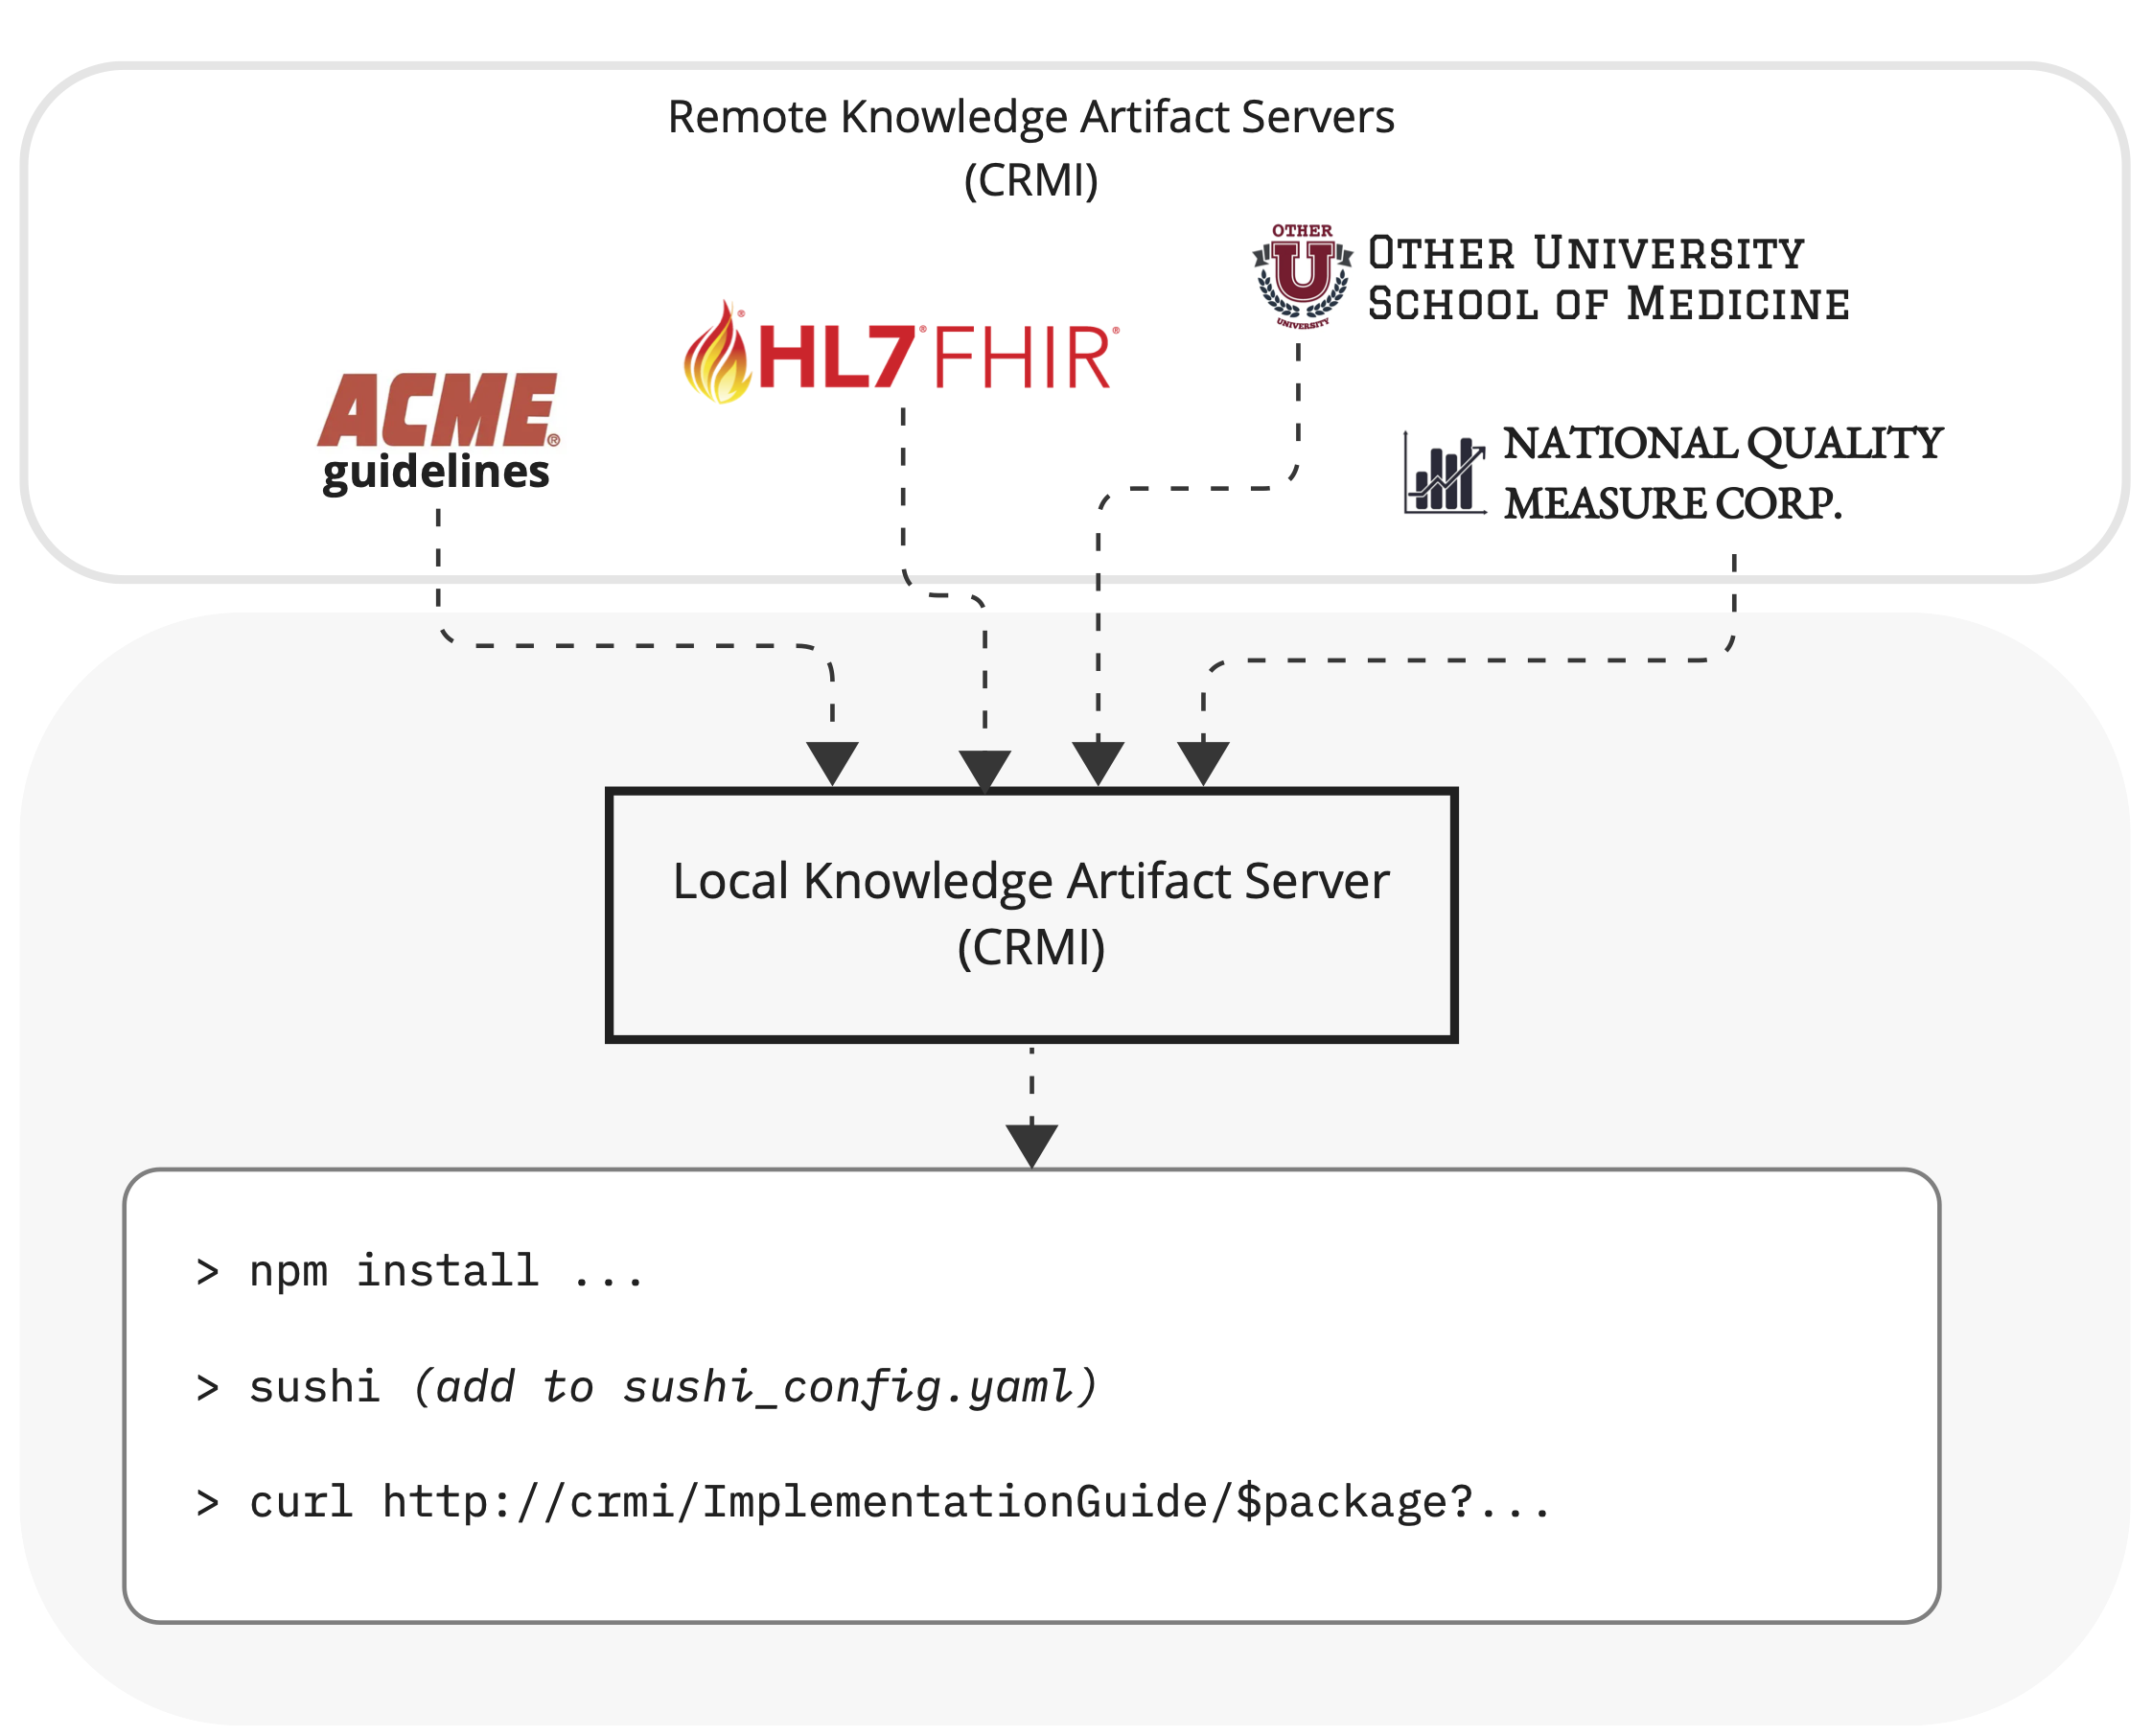 Remote Knowledge Artifact Servers
(CRMI)
OTHER
U
UNIVERSITY
OTHER UNIVERSITY
SCHOOL OF MEDICINE
HL7® FHIR®
ACME®
guidelines
NATIONAL QUALITY
MEASURE CORP.
Local Knowledge Artifact Server
(CRMI)
> npm install ...
> sushi (add to sushi_config.yaml)
> curl http://crmi/ImplementationGuide/$package?...